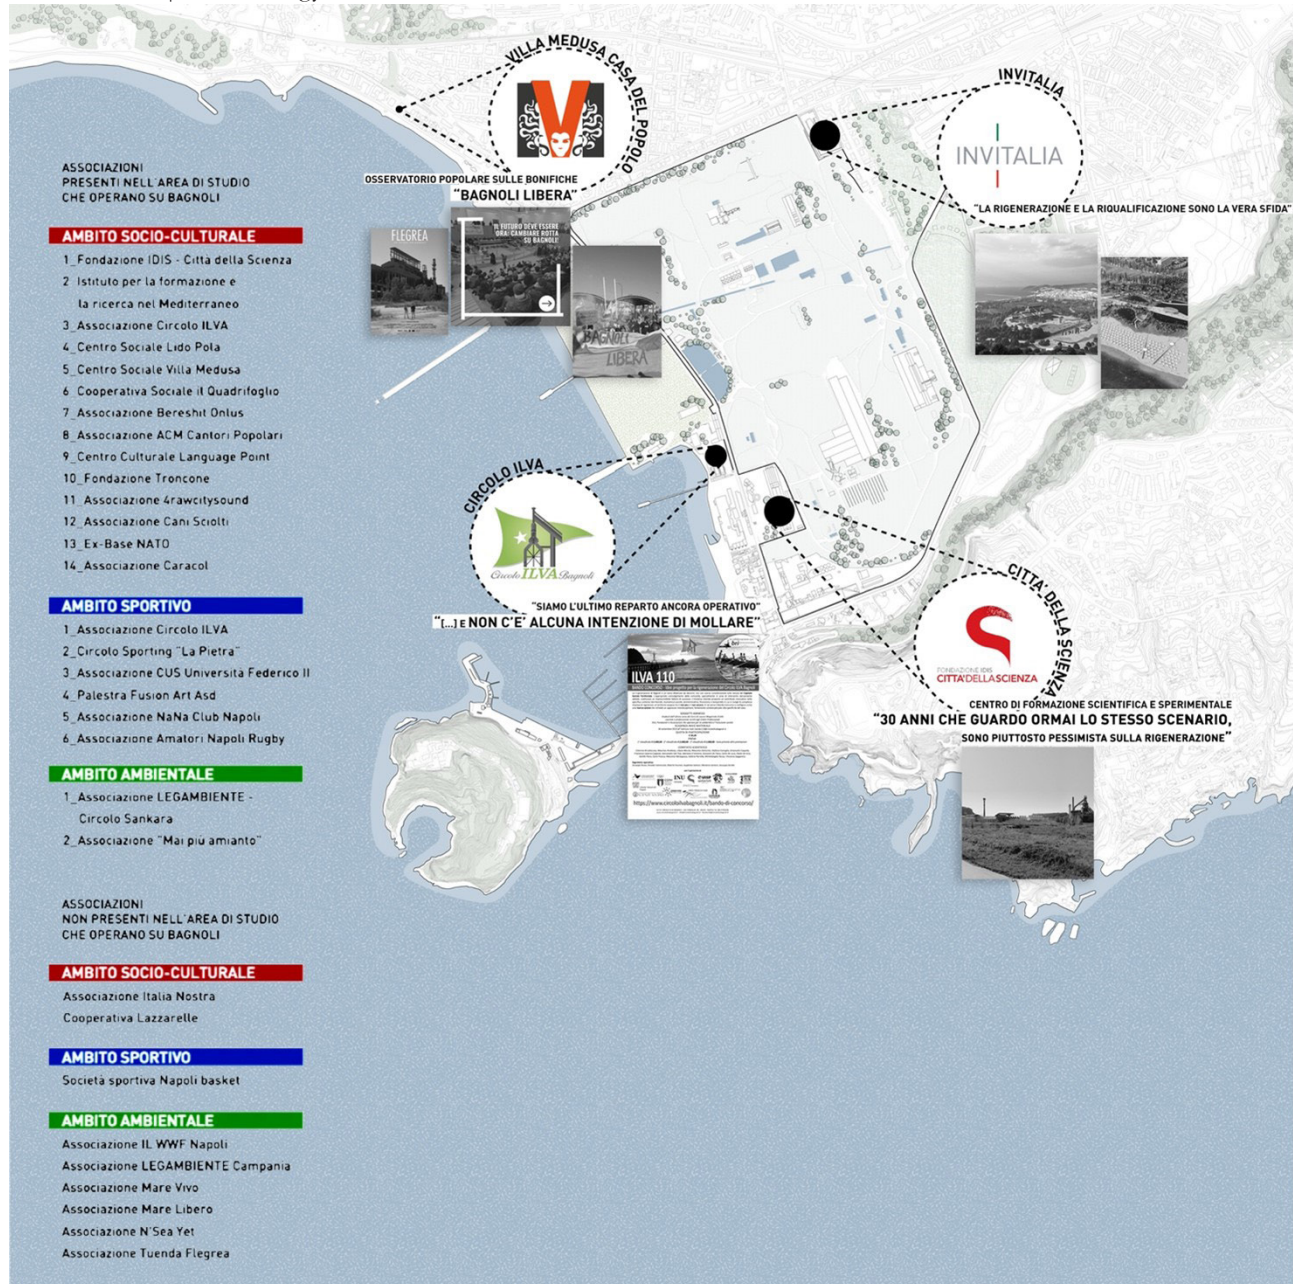 ASSOCIAZIONI
PRESENTI NELL'AREA DI STUDIO
CHE OPERANO SU BAGNOLI
AMBITO SOCIO-CULTURALE
1_Fondazione IDIS - Città della Scienza
2 Istituto per la formazione e
la ricerca nel Mediterraneo
3_Associazione Circolo ILVA
4_Centro Sociale Lido Pola
5_Centro Sociale Villa Medusa
6_Cooperativa Sociale il Quadrifoglio
7_Associazione Bereshit Onlus
8_Associazione ACM Cantori Popolari
9_Centro Culturale Language Point
10_Fondazione Troncone
11_Associazione 4rawcitysound
12_Associazione Cani Sciolti
13_Ex-Base NATO
14_Associazione Caracol
AMBITO SPORTIVO
1_Associazione Circolo ILVA
2_Circolo Sporting "La Pietra"
3_Associazione CUS Università Federico II
4_Palestra Fusion Art Asd
5_Associazione NaNa Club Napoli
6_Associazione Amatori Napoli Rugby
AMBITO AMBIENTALE
1_Associazione LEGAMBIENTE -
Circolo Sankara
2_Associazione "Mai più amianto"
ASSOCIAZIONI
NON PRESENTI NELL'AREA DI STUDIO
CHE OPERANO SU BAGNOLI
AMBITO SOCIO-CULTURALE
Associazione Italia Nostra
Cooperativa Lazzarelle
AMBITO SPORTIVO
Società sportiva Napoli basket
AMBITO AMBIENTALE
Associazione IL WWF Napoli
Associazione LEGAMBIENTE Campania
Associazione Mare Vivo
Associazione Mare Libero
Associazione N'Sea Yet
Associazione Tuenda Flegrea
VILLA MEDUSA CASA DEL POPOLO
OSSERVATORIO POPOLARE SULLE BONIFICHE
"BAGNOLI LIBERA"
FLEGREA
IL FUTURO DEVE ESSERE
ORA: CAMBIARE ROTTA
SU BAGNOLI!
BAGNOLI
LIBERA
INVITALIA
INVITALIA
"LA RIGENERAZIONE E LA RIQUALIFICAZIONE SONO LA VERA SFIDA"
CIRCOLO ILVA
Circolo ILVA Bagnoli
"SIAMO L'ULTIMO REPARTO ANCORA OPERATIVO"
"[...] E NON C'E' ALCUNA INTENZIONE DI MOLLARE"
ILVA 110
INU
https://www.circoloilvabagnoli.it/bando-di-concorso/
CITTA' DELLA SCIENZA
FONDAZIONE IDIS
CITTÀ DELLA SCIENZA
CENTRO DI FORMAZIONE SCIENTIFICA E SPERIMENTALE
"30 ANNI CHE GUARDO ORMAI LO STESSO SCENARIO,
SONO PIUTTOSTO PESSIMISTA SULLA RIGENERAZIONE"